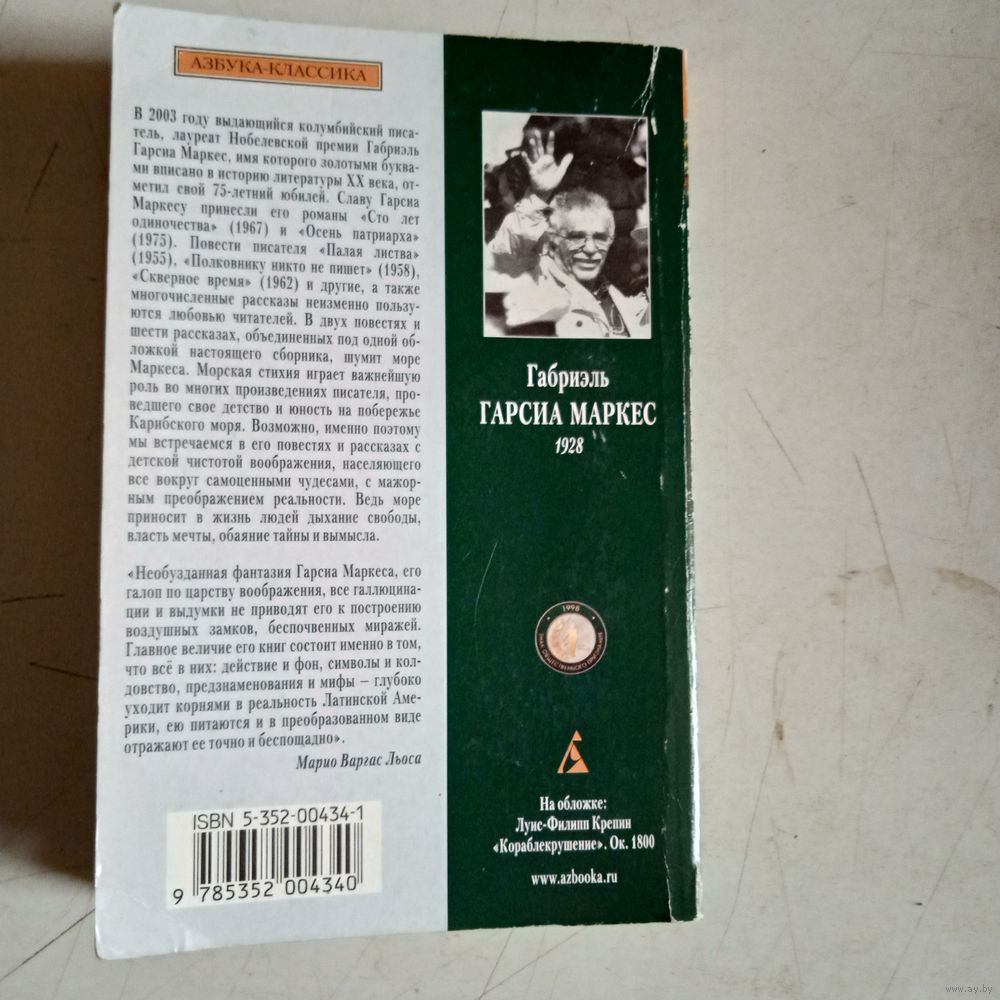 АЗБУКА-КЛАССИКА
В 2003 году выдающийся колумбийский писа-
тель, лауреат Нобелевской премии Габриэль
Гарсиа Маркес, имя которого золотыми буква-
ми вписано в историю литературы XX века, от-
метил свой 75-летний юбилей. Славу Гарсиа
Маркесу принесли его романы «Сто лет
одиночества» (1967) и «Осень патриарха»
(1975). Повести писателя «Палая листва»
(1955), «Полковнику никто не пишет» (1958),
«Скверное время» (1962) и другие, а также
многочисленные рассказы неизменно пользу-
ются любовью читателей. В двух повестях и
шести рассказах, объединенных под одной об-
ложкой настоящего сборника, шумит море
Маркеса. Морская стихия играет важнейшую
роль во многих произведениях писателя, про-
ведшего свое детство и юность на побережье
Карибского моря. Возможно, именно поэтому
мы встречаемся в его повестях и рассказах с
детской чистотой воображения, населяющего
все вокруг самоценными чудесами, с мажор-
ным преображением реальности. Ведь море
приносит в жизнь людей дыхание свободы,
власть мечты, обаяние тайны и вымысла.
«Необузданная фантазия Гарсиа Маркеса, его
галоп по царству воображения, все галлюцина-
ции и выдумки не приводят его к построению
воздушных замков, беспочвенных миражей.
Главное величие его книг состоит именно в том,
что всё в них: действие и фон, символы и кол-
довство, предзнаменования и мифы – глубоко
уходит корнями в реальность Латинской Аме-
рики, ею питаются и в преобразованном виде
отражают ее точно и беспощадно».
Марио Варгас Льоса
ISBN 5-352-00434-1
9 785352 004340
Габриэль
ГАРСИА МАРКЕС
1928
1998
ЗНАК ОБЩЕСТВЕННОГО ПРИЗНАНИЯ
На обложке:
Луис-Филипп Крепин
«Кораблекрушение». Ок. 1800
www.azbooka.ru
www.ay.by